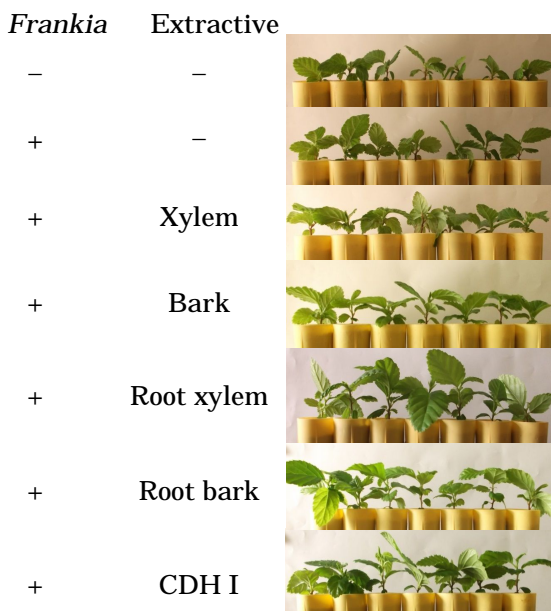 Frankia Extractive
− −
+ −
+ Xylem
+ Bark
+ Root xylem
+ Root bark
+ CDH I